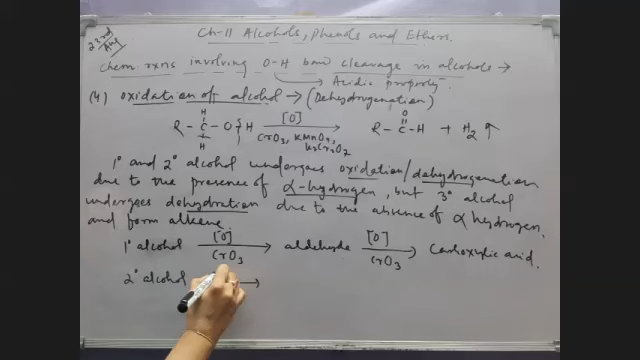 23rd Aug
Ch-11 Alcohols, Phenols and Ethers.
Chem rxns involving O-H bond cleavage in alcohols →
Acidic property.
(4) oxidation of alcohol → (Dehydrogenation)
H O
R - C - O H [O] R - C - H + H2 ↑
H CrO3, KMnO4, K2Cr2O7
1° and 2° alcohol undergoes oxidation/dehydrogenation
due to the presence of α-hydrogen, but 3° alcohol
undergoes dehydration due to the absence of α hydrogen
and form alkene
1° alcohol [O] CrO3 → aldehyde [O] CrO3 → Carboxylic acid.
2° alcohol →